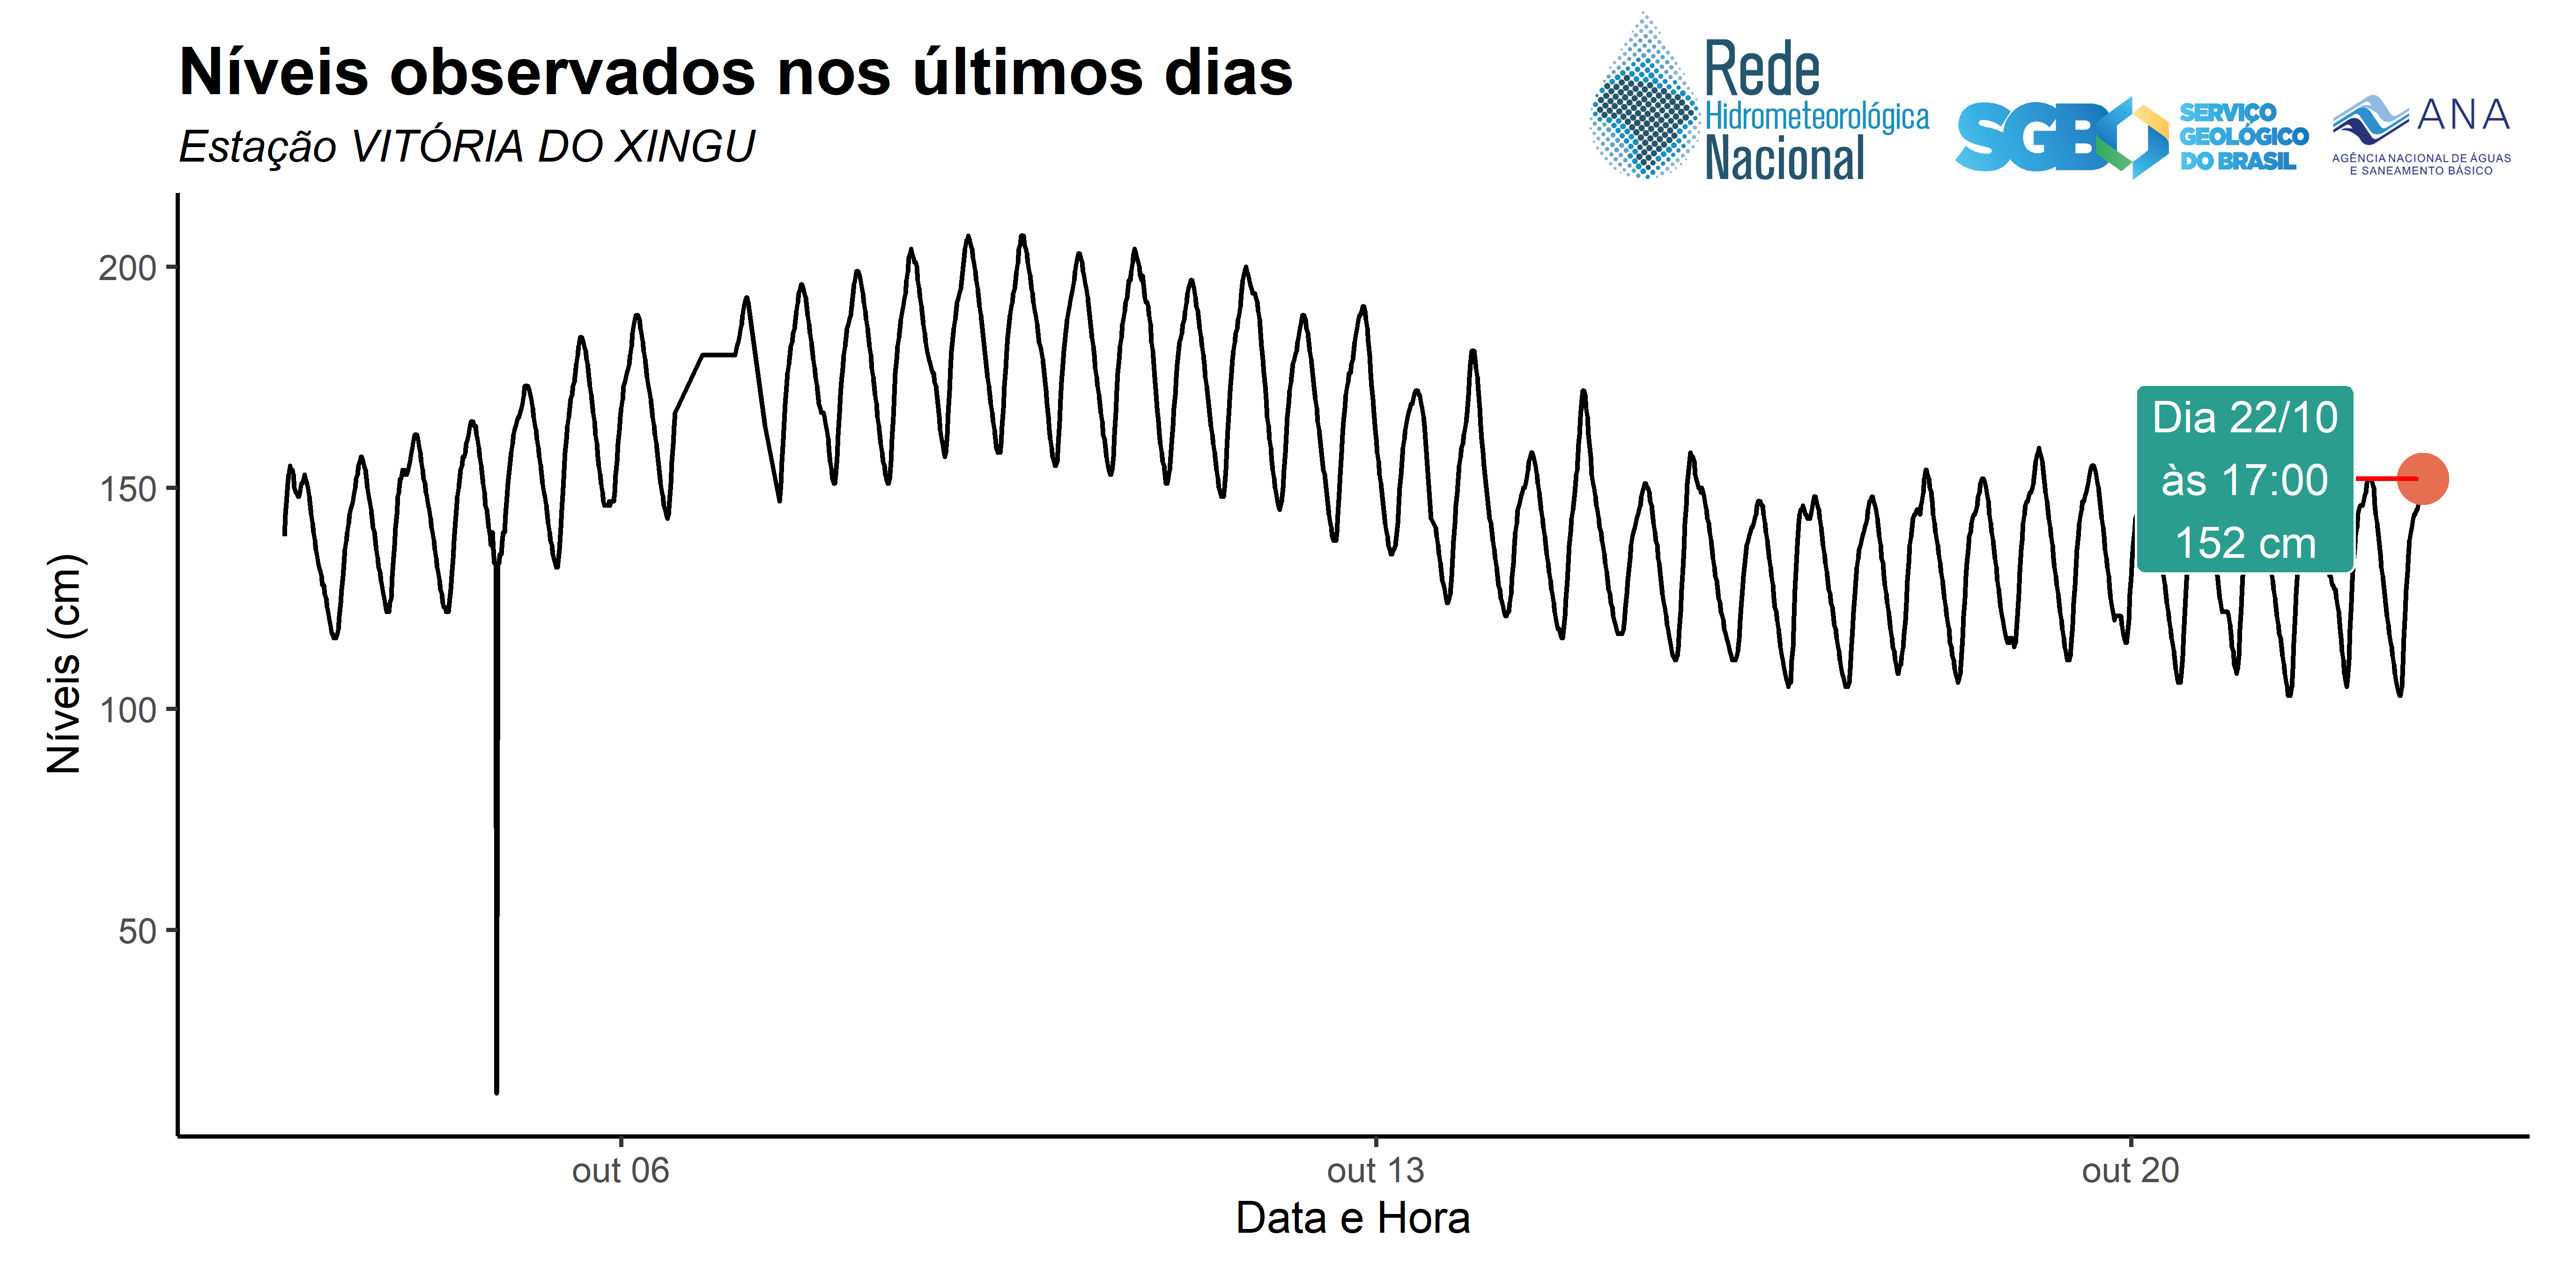 Níveis observados nos últimos dias
Estação VITÓRIA DO XINGU
Rede
Hidrometeorológica
Nacional
SGB
SERVIÇO
GEOLÓGICO
DO BRASIL
ANA
AGÊNCIA NACIONAL DE ÁGUAS
E SANEAMENTO BÁSICO
Níveis (cm)
200
150
100
50
Dia 22/10
às 17:00
152 cm
out 06
out 13
out 20
Data e Hora